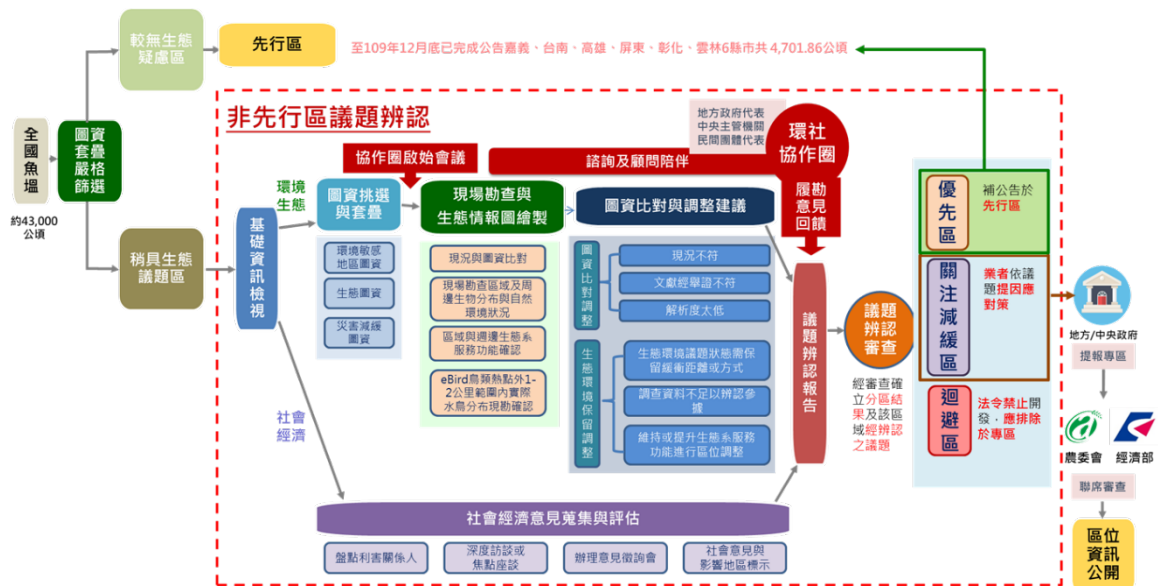 較無生態
疑慮區
先行區
至109年12月底已完成公告嘉義、台南、高雄、屏東、彰化、雲林6縣市共 4,701.86公頃
全國魚塭
約43,000
公頃
圖資
套疊
嚴格
篩選
稍具生態
議題區
非先行區議題辨認
地方政府代表
中央主管機關
民間團體代表
環社
協作圈
協作圈啟始會議
諮詢及顧問陪伴
履勘
意見
回饋
基礎資訊檢視
環境
生態
社會
經濟
圖資挑選
與套疊
環境敏感
地區圖資
生態圖資
災害減緩
圖資
現場勘查與
生態情報圖繪製
現況與圖資比對
現場勘查區域及周
邊生物分布與自然
環境狀況
區域與週邊生態系
服務功能確認
eBird鳥類熱點外1-
2公里範圍內實際
水鳥分布現勘確認
圖資比對與調整建議
圖資比對調整
現況不符
文獻經舉證不符
解析度太低
生態環境保留調整
生態環境議題狀態需保
留緩衝距離或方式
調查資料不足以辨認參
據
維持或提升生態系服務
功能進行區位調整
社會經濟意見蒐集與評估
盤點利害關係人
深度訪談或
焦點座談
辦理意見徵詢會
社會意見與
影響地區標示
議題辨認報告
議題
辨認
審查
經審查確
立分區結
果及該區
域經辨認
之議題
優先區
補公告於
先行區
關注減緩區
業者依議
題提因應
對策
迴避區
法令禁止開
發，應排除
於專區
地方/中央政府
提報專區
農委會
經濟部
聯席審查
區位
資訊
公開